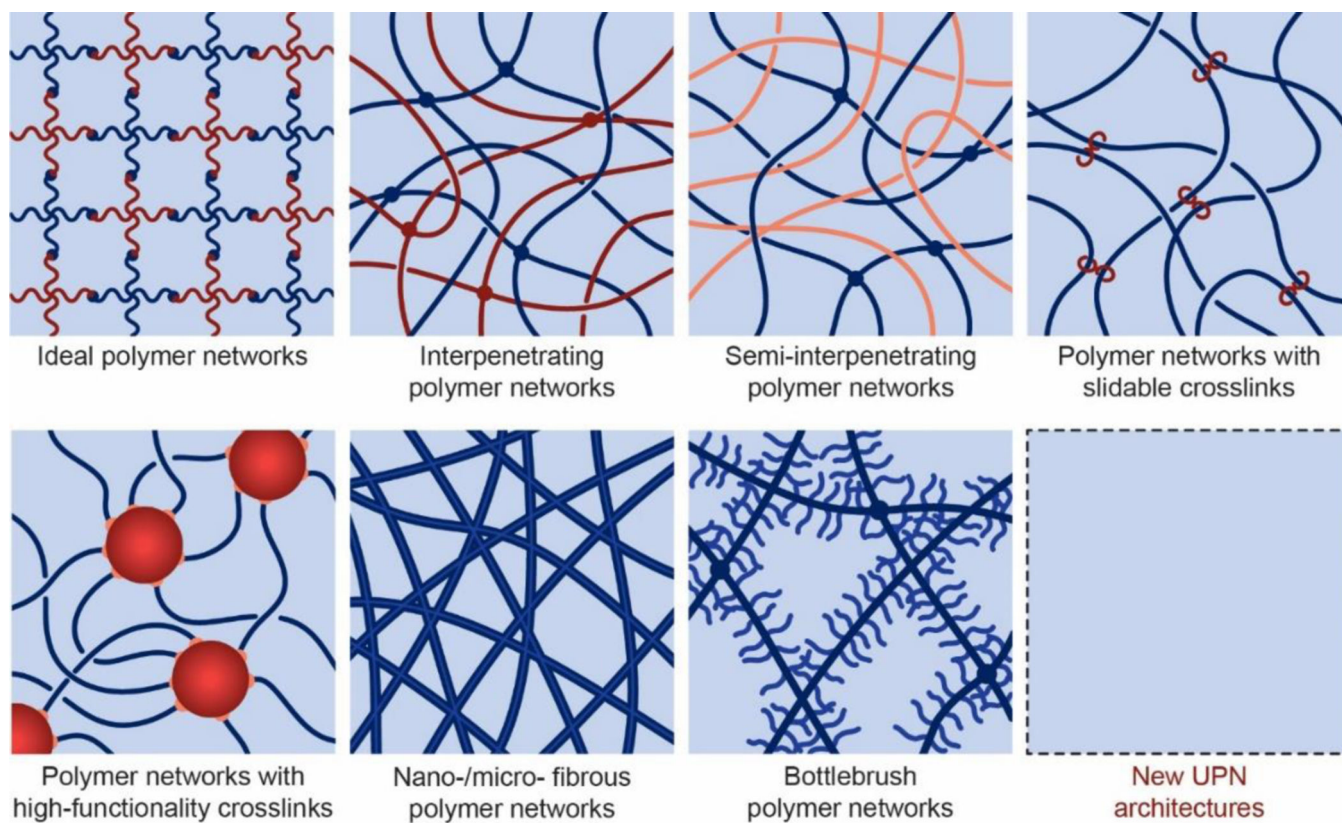 Ideal polymer networks
Interpenetrating
polymer networks
Semi-interpenetrating
polymer networks
Polymer networks with
slidable crosslinks
Polymer networks with
high-functionality crosslinks
Nano-/micro- fibrous
polymer networks
Bottlebrush
polymer networks
New UPN
architectures